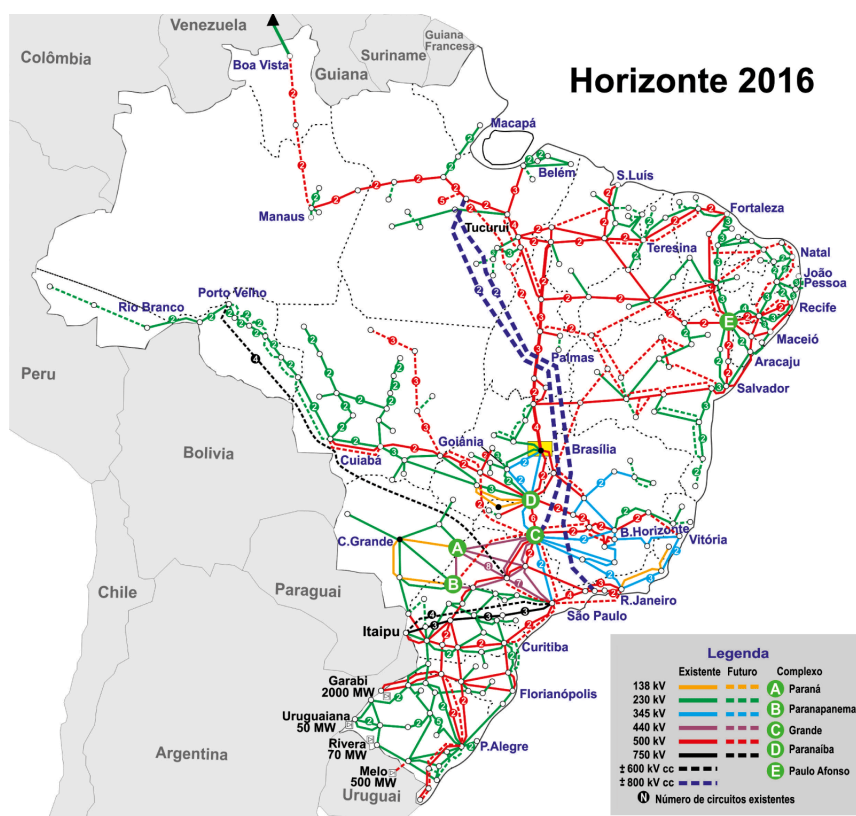 Venezuela
Guiana
Francesa
Colômbia
Suriname
Boa Vista
Guiana
Horizonte 2016
Macapá
Belém
S.Luís
Manaus
Fortaleza
Tucuruí
Teresina
Natal
João
Pessoa
Porto Velho
Rio Branco
Recife
E
Maceió
Palmas
Aracaju
Peru
Salvador
Goiânia
Brasília
Bolivia
Cuiabá
D
C
B.Horizonte
Vitória
C.Grande
A
B
Chile
Paraguai
R.Janeiro
São Paulo
Itaipu
Curitiba
Garabi
2000 MW
Florianópolis
Uruguaiana
50 MW
Rivera
70 MW
P.Alegre
Argentina
Melo
500 MW
Uruguai
Legenda
Existente Futuro Complexo
138 kV A Paraná
230 kV B Paranapanema
345 kV C Grande
440 kV D Paranaíba
500 kV E Paulo Afonso
750 kV
± 600 kV cc
± 800 kV cc
N Número de circuitos existentes